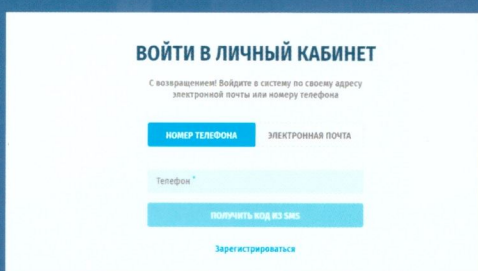 ВОЙТИ В ЛИЧНЫЙ КАБИНЕТ
С возвращением! Войдите в систему по своему адресу
электронной почты или номеру телефона
НОМЕР ТЕЛЕФОНА ЭЛЕКТРОННАЯ ПОЧТА
Телефон *
ПОЛУЧИТЬ КОД ИЗ SMS
Зарегистрироваться